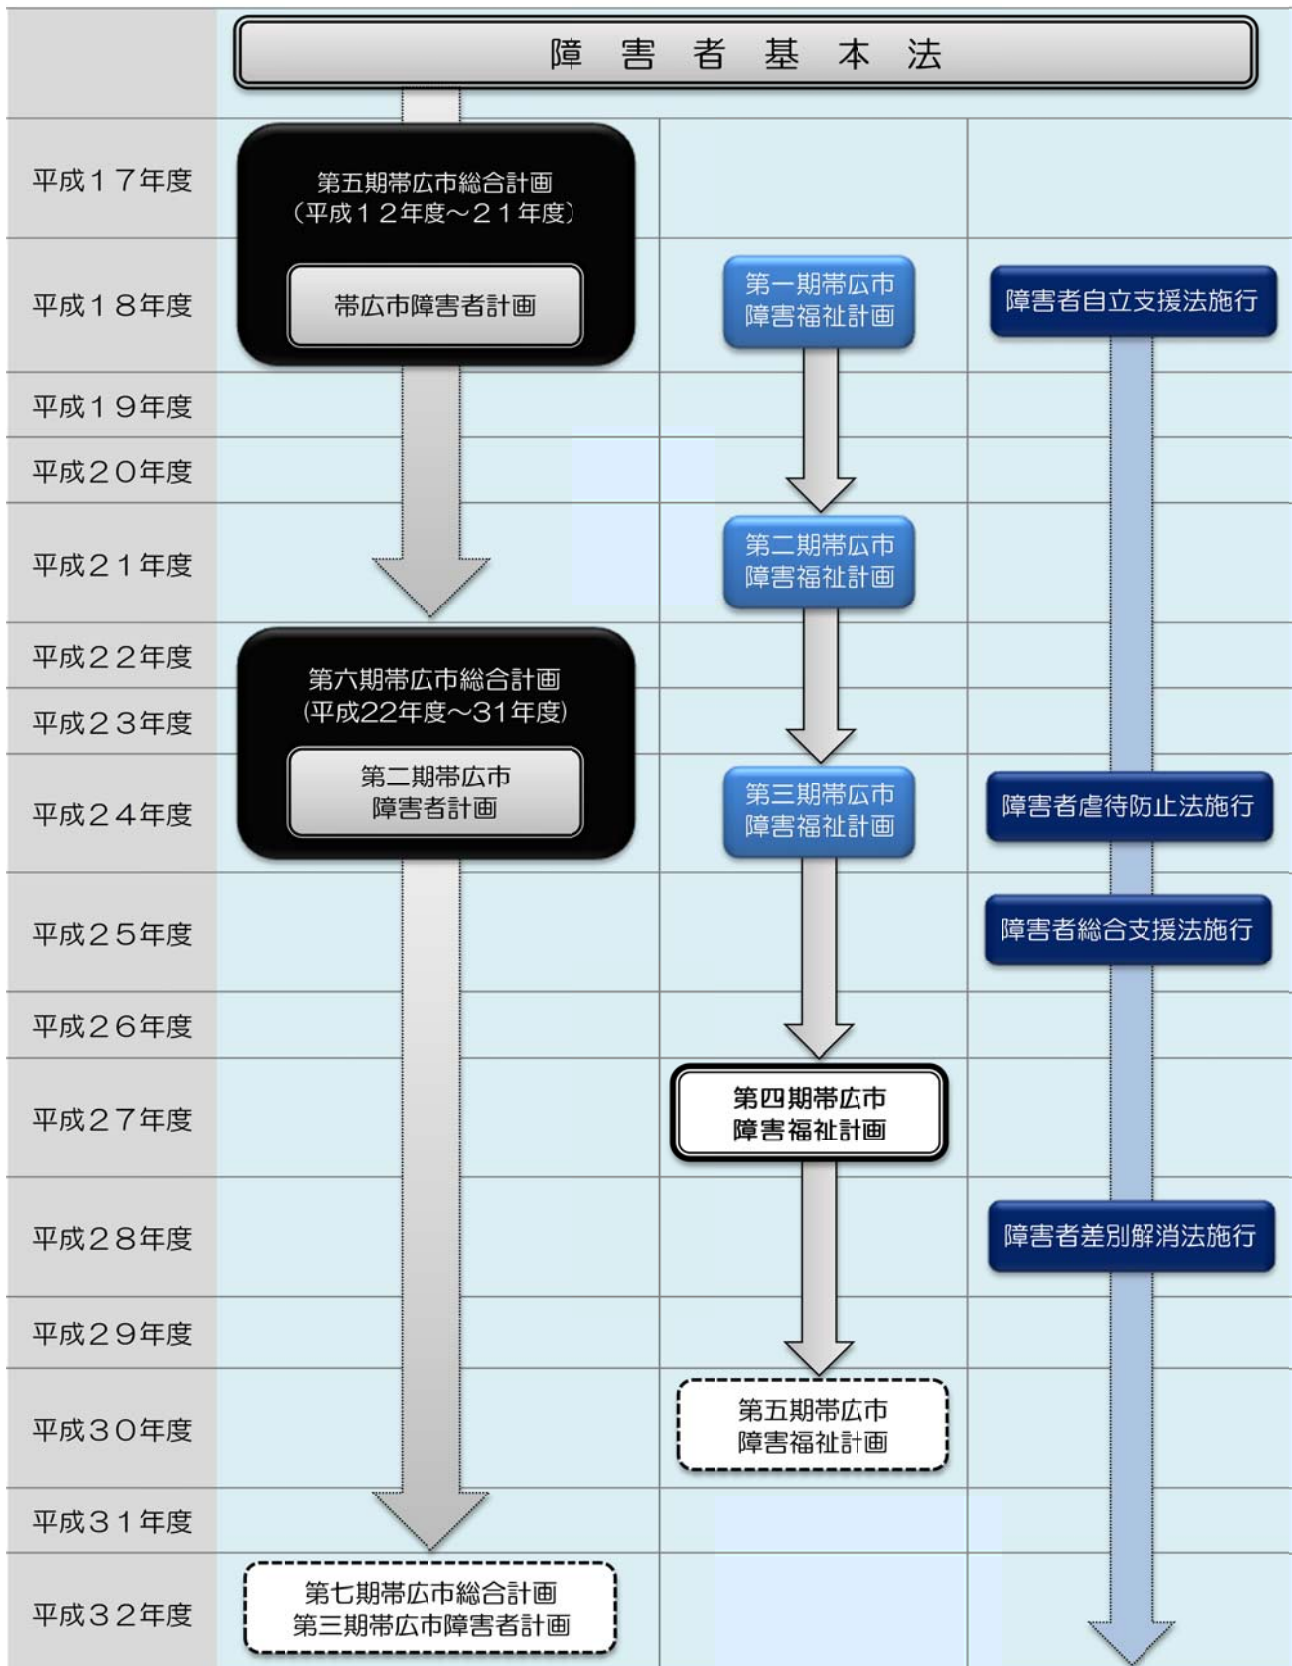 障害者基本法
平成17年度
第五期帯広市総合計画
(平成12年度～21年度)
平成18年度
帯広市障害者計画
第一期帯広市
障害福祉計画
障害者自立支援法施行
平成19年度
平成20年度
平成21年度
第二期帯広市
障害福祉計画
平成22年度
第六期帯広市総合計画
(平成22年度～31年度)
平成23年度
平成24年度
第二期帯広市
障害者計画
第三期帯広市
障害福祉計画
障害者虐待防止法施行
平成25年度
障害者総合支援法施行
平成26年度
平成27年度
第四期帯広市
障害福祉計画
平成28年度
障害者差別解消法施行
平成29年度
平成30年度
第五期帯広市
障害福祉計画
平成31年度
平成32年度
第七期帯広市総合計画
第三期帯広市障害者計画